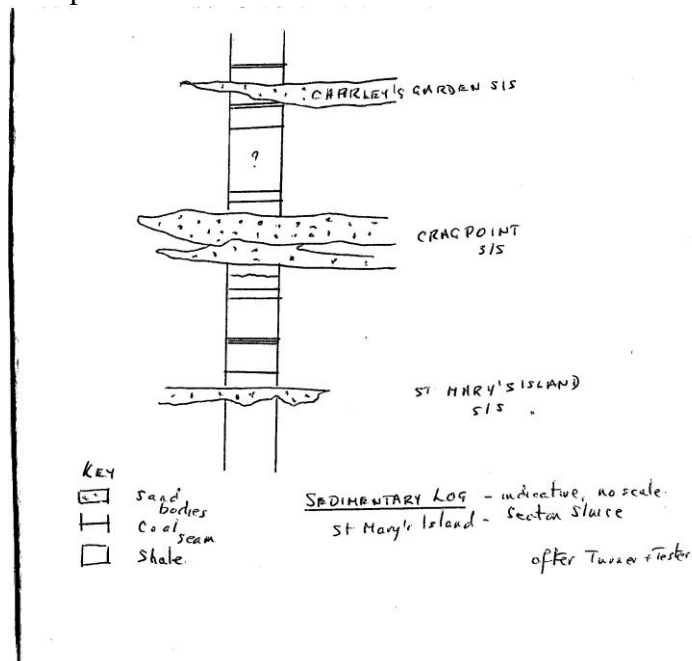 CHARLEY'S GARDEN S/S
?
CRAGPOINT
S/S
ST MARY'S ISLAND
S/S
KEY
Sand
bodies
Coal
seam
Shale.
SEDIMENTARY LOG - indicative, no scale.
St Mary's Island - Seaton Sluice
after Turner + Tester